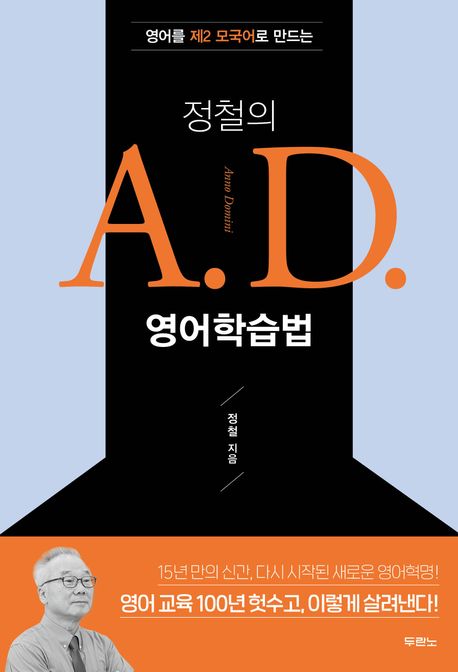 영어를 제2 모국어로 만드는
정철의
A.D.
Anno Domini
영어학습법
정철 지음
15년 만의 신간, 다시 시작된 새로운 영어혁명!
영어 교육 100년 헛수고, 이렇게 살려낸다!
두란노